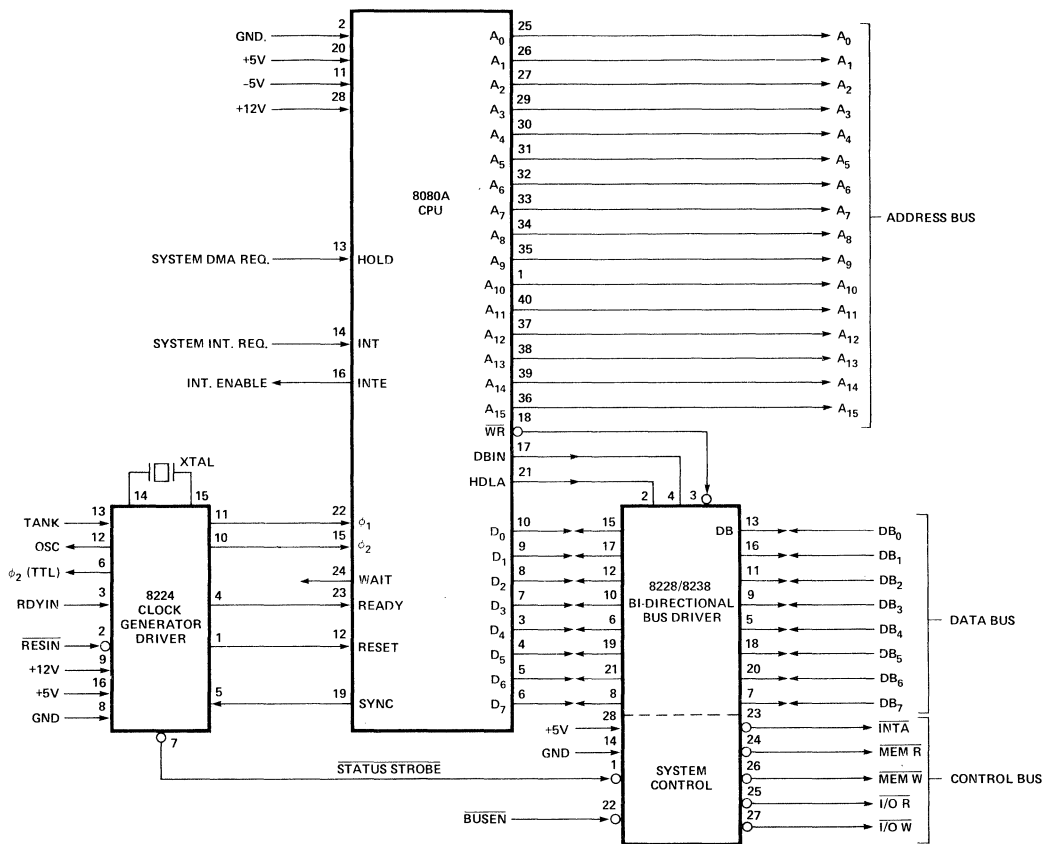 2
GND.
20
+5V
11
-5V
28
+12V
8080A
CPU
13
SYSTEM DMA REQ.
HOLD
14
SYSTEM INT. REQ.
INT
16
INT. ENABLE
INTE
A0 25 A0
A1 26 A1
A2 27 A2
A3 29 A3
A4 30 A4
A5 31 A5
A6 32 A6
A7 33 A7
A8 34 A8
A9 35 A9
A10 1 A10
A11 40 A11
A12 37 A12
A13 38 A13
A14 39 A14
A15 36 A15
ADDRESS BUS
W̅R̅ 18
DBIN 17
HDLA 21
2 4 3
XTAL
14 15
TANK 13
OSC 12
ϕ2 (TTL) 6
RDYIN 3
R̅E̅S̅I̅N̅ 2
+12V 9
+5V 16
GND 8
8224
CLOCK
GENERATOR
DRIVER
11 22 ϕ1
10 15 ϕ2
24 WAIT
4 23 READY
1 12 RESET
5 19 SYNC
7
S̅T̅A̅T̅U̅S̅ S̅T̅R̅O̅B̅E̅
D0 10 15 DB 13 DB0
D1 9 17 16 DB1
D2 8 12 11 DB2
D3 7 10 9 DB3
D4 3 6 5 DB4
D5 4 19 18 DB5
D6 5 21 20 DB6
D7 6 8 7 DB7
8228/8238
BI-DIRECTIONAL
BUS DRIVER
DATA BUS
+5V 28
GND 14
1
B̅U̅S̅E̅N̅ 22
SYSTEM
CONTROL
23 I̅N̅T̅A̅
24 M̅E̅M̅ R̅
26 M̅E̅M̅ W̅
25 I̅/̅O̅ R̅
27 I̅/̅O̅ W̅
CONTROL BUS